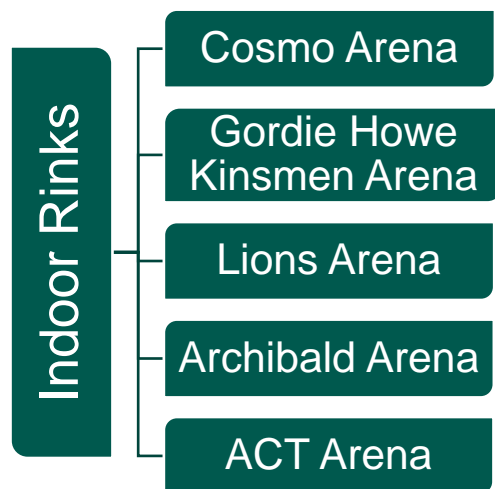 Indoor Rinks
Cosmo Arena
Gordie Howe
Kinsmen Arena
Lions Arena
Archibald Arena
ACT Arena